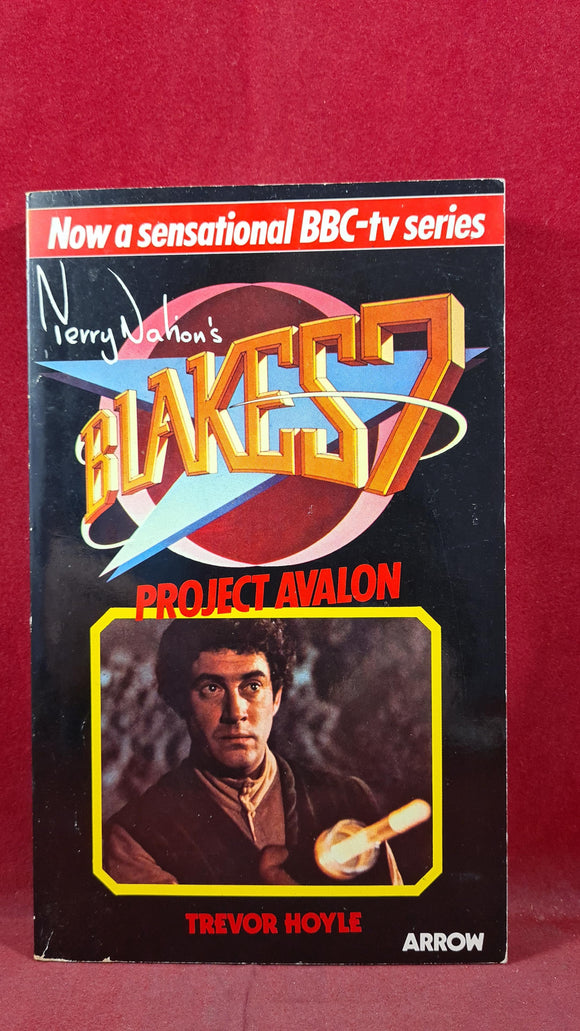 Now a sensational BBC-tv series
Terry Nation's
BLAKES 7
PROJECT AVALON
TREVOR HOYLE
ARROW